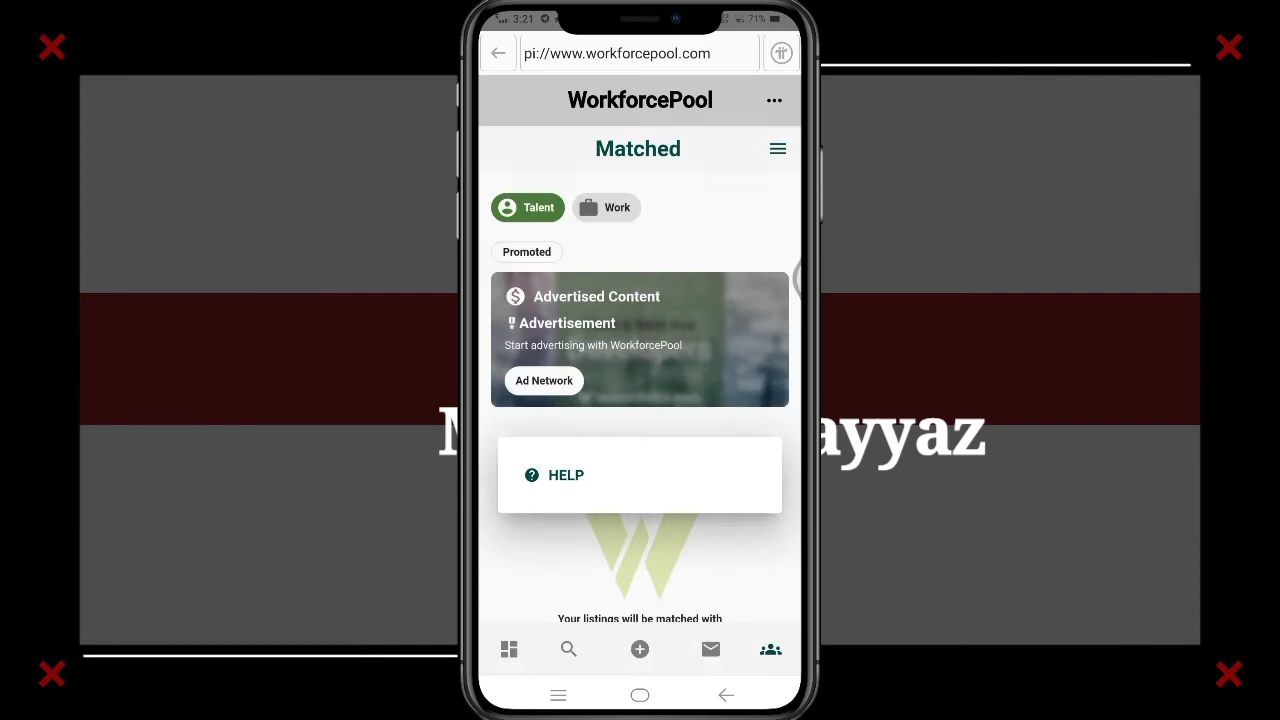 3:21 71%
pi://www.workforcepool.com
WorkforcePool
Matched
Talent Work
Promoted
Advertised Content
Advertisement
Start advertising with WorkforcePool
Ad Network
ayyaz
HELP
Your listings will be matched with